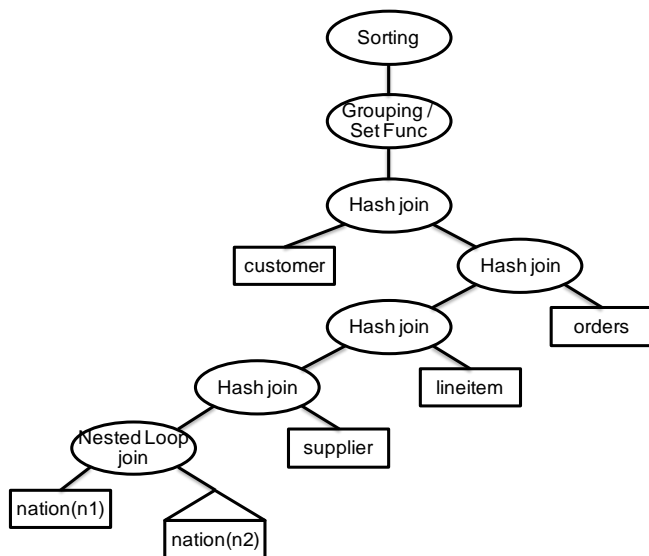 Sorting
Grouping /
Set Func
Hash join
customer
Hash join
orders
Hash join
lineitem
Hash join
supplier
Nested Loop
join
nation(n1)
nation(n2)